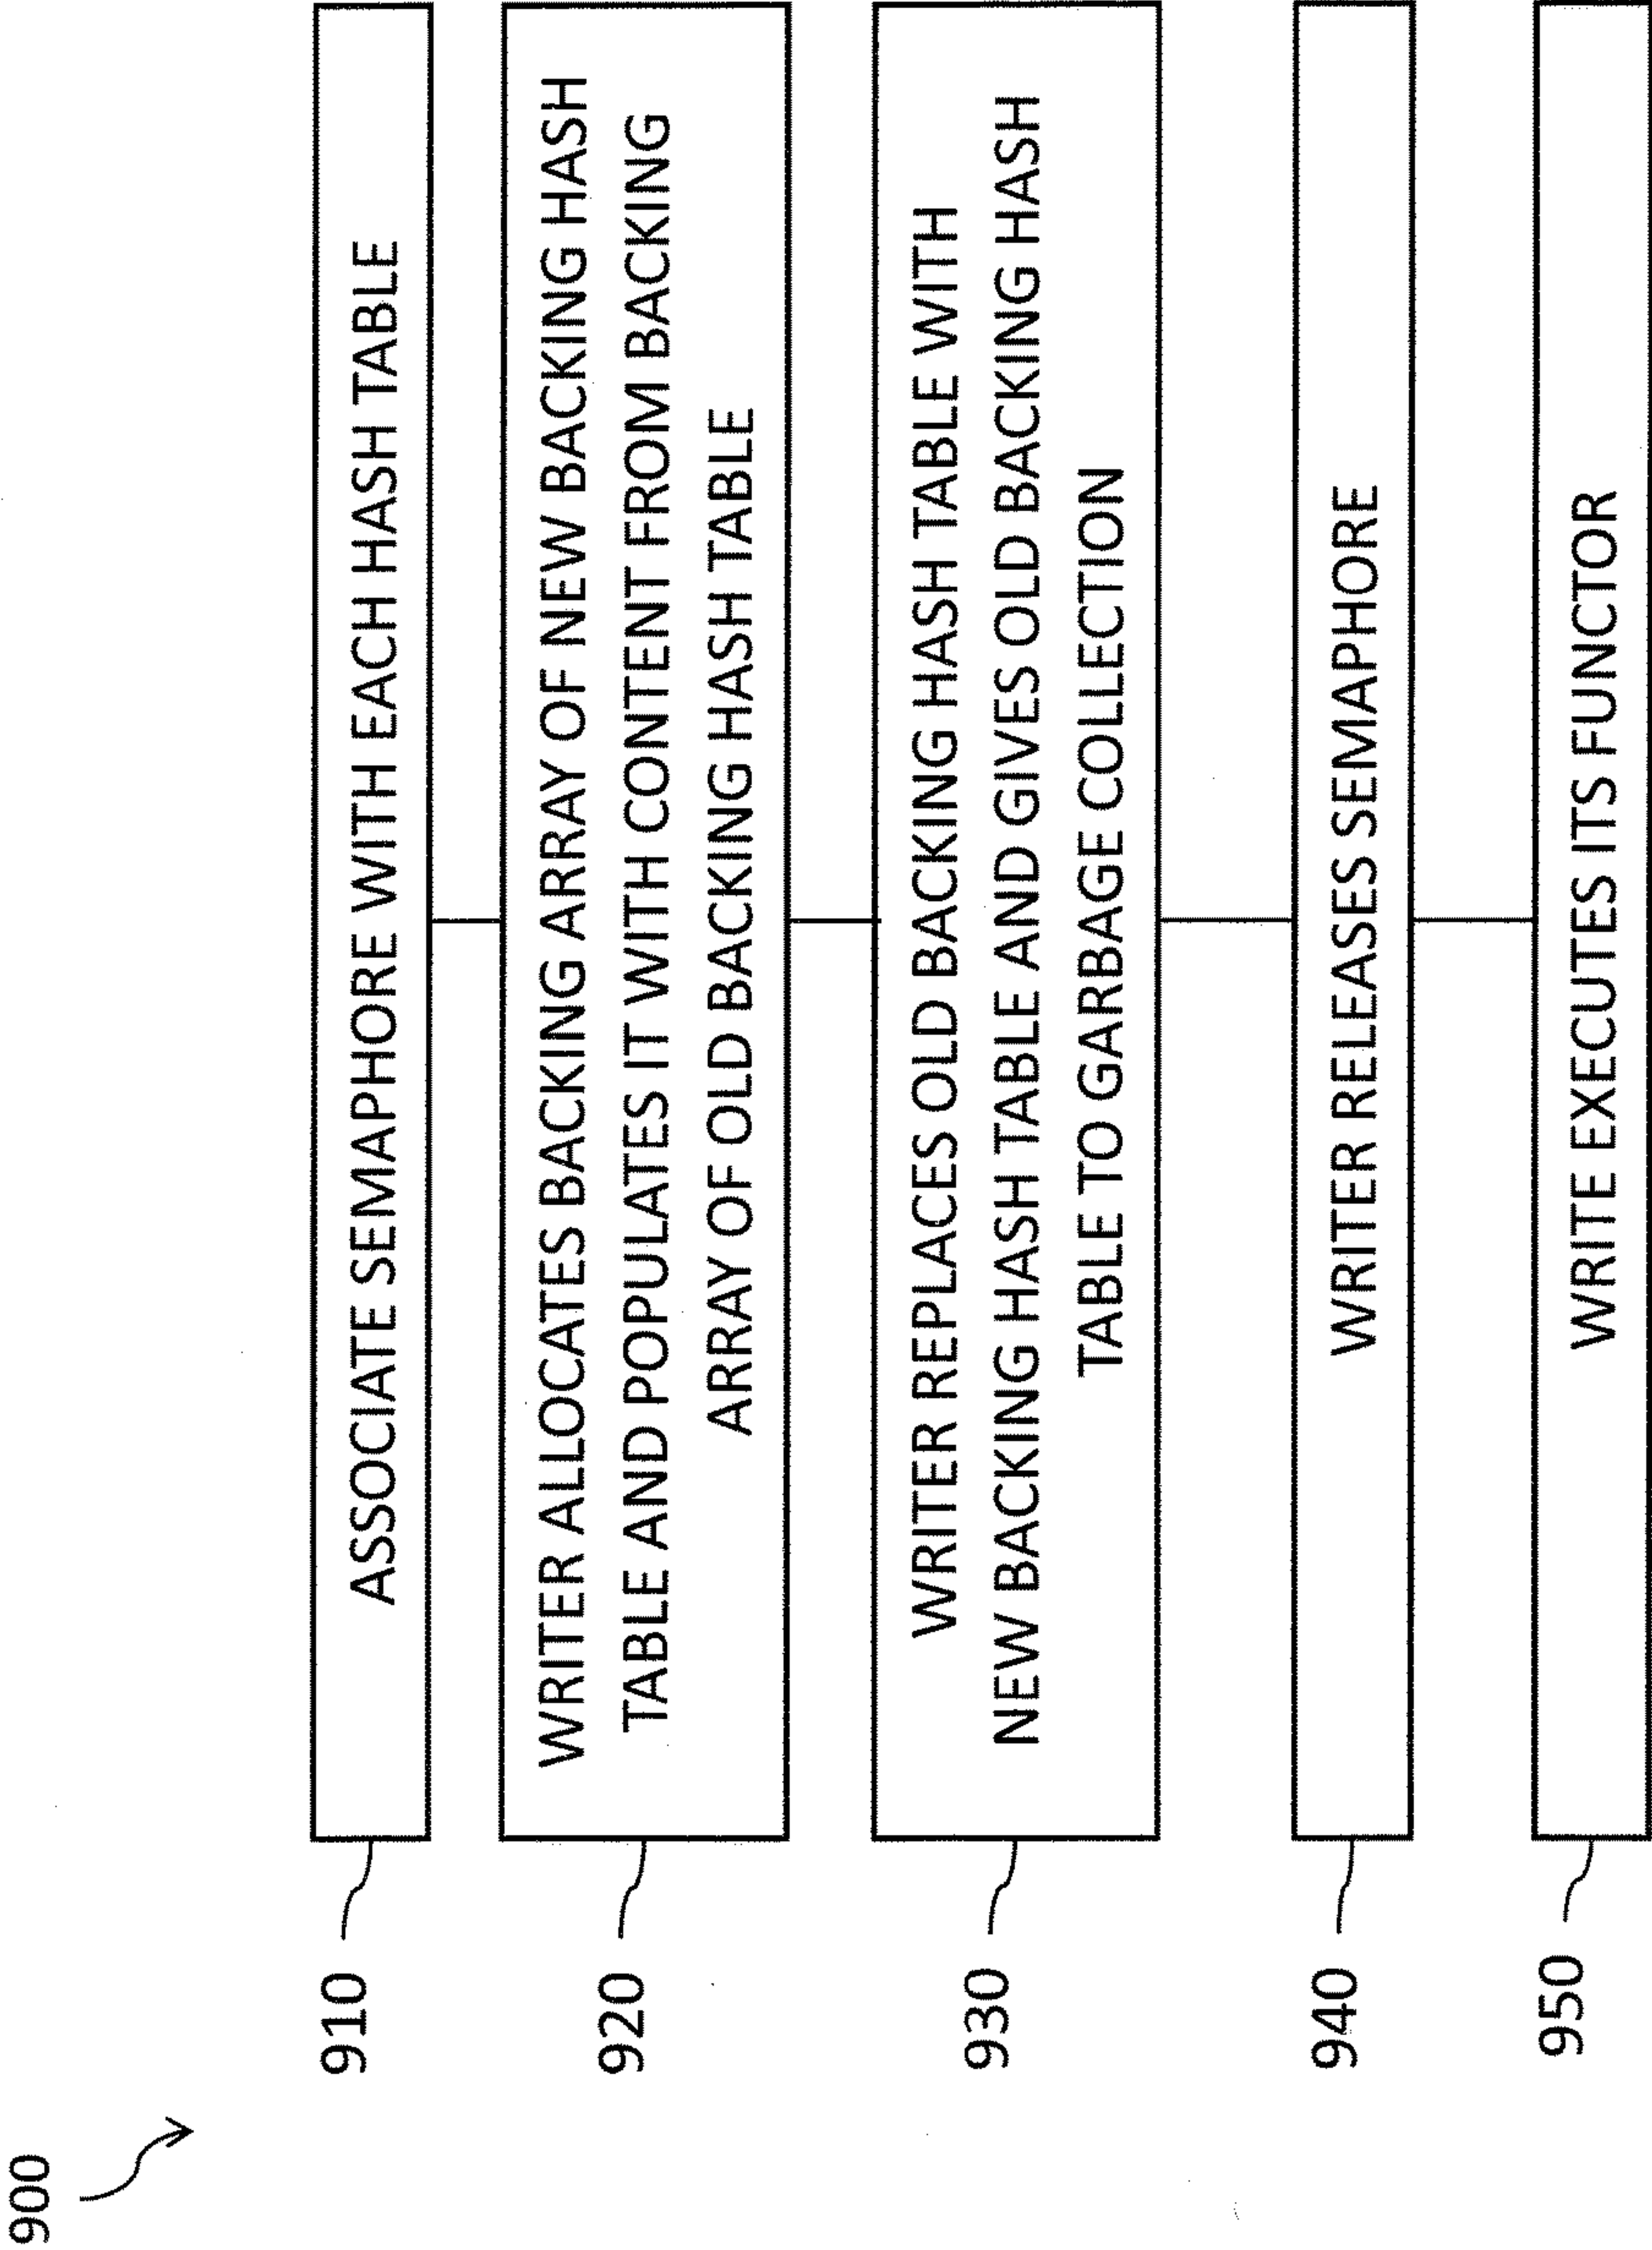 900
910
ASSOCIATE SEMAPHORE WITH EACH HASH TABLE
920
WRITER ALLOCATES BACKING ARRAY OF NEW BACKING HASH
TABLE AND POPULATES IT WITH CONTENT FROM BACKING
ARRAY OF OLD BACKING HASH TABLE
930
WRITER REPLACES OLD BACKING HASH TABLE WITH
NEW BACKING HASH TABLE AND GIVES OLD BACKING HASH
TABLE TO GARBAGE COLLECTION
940
WRITER RELEASES SEMAPHORE
950
WRITE EXECUTES ITS FUNCTOR